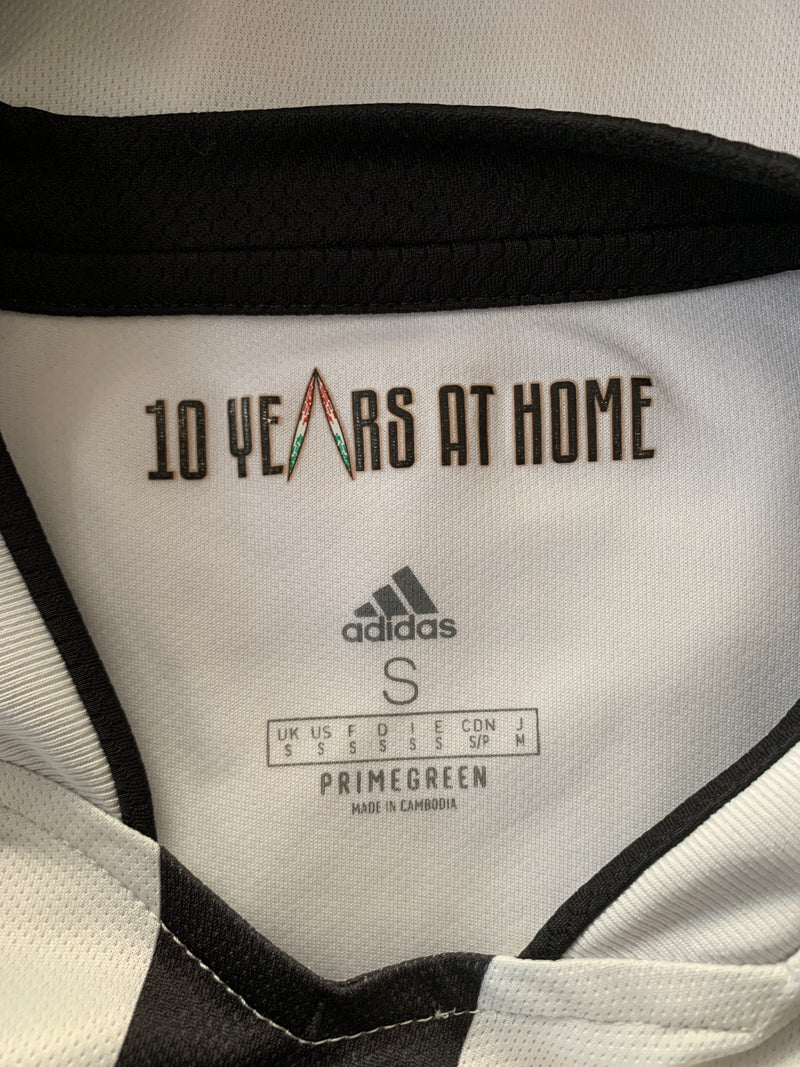 10 YEARS AT HOME
adidas
S
UK US F D I E CDN J
S S S S S S S/P M
PRIMEGREEN
MADE IN CAMBODIA